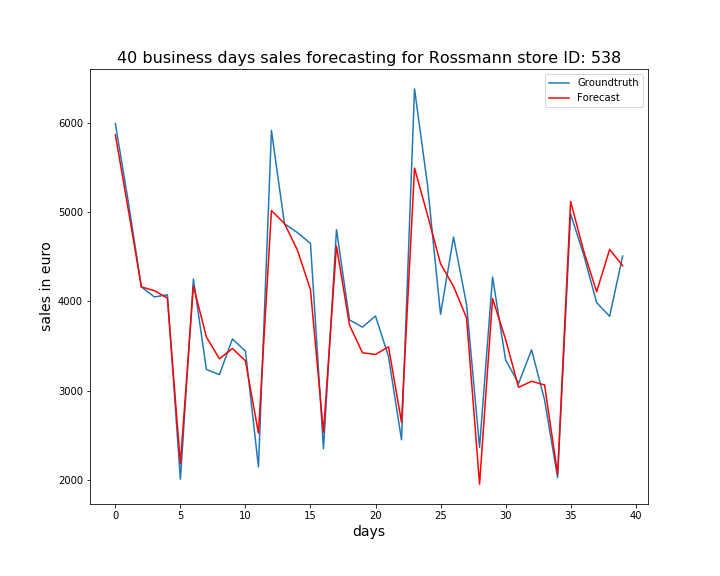 40 business days sales forecasting for Rossmann store ID: 538
Groundtruth
Forecast
sales in euro
6000
5000
4000
3000
2000
0 5 10 15 20 25 30 35 40
days